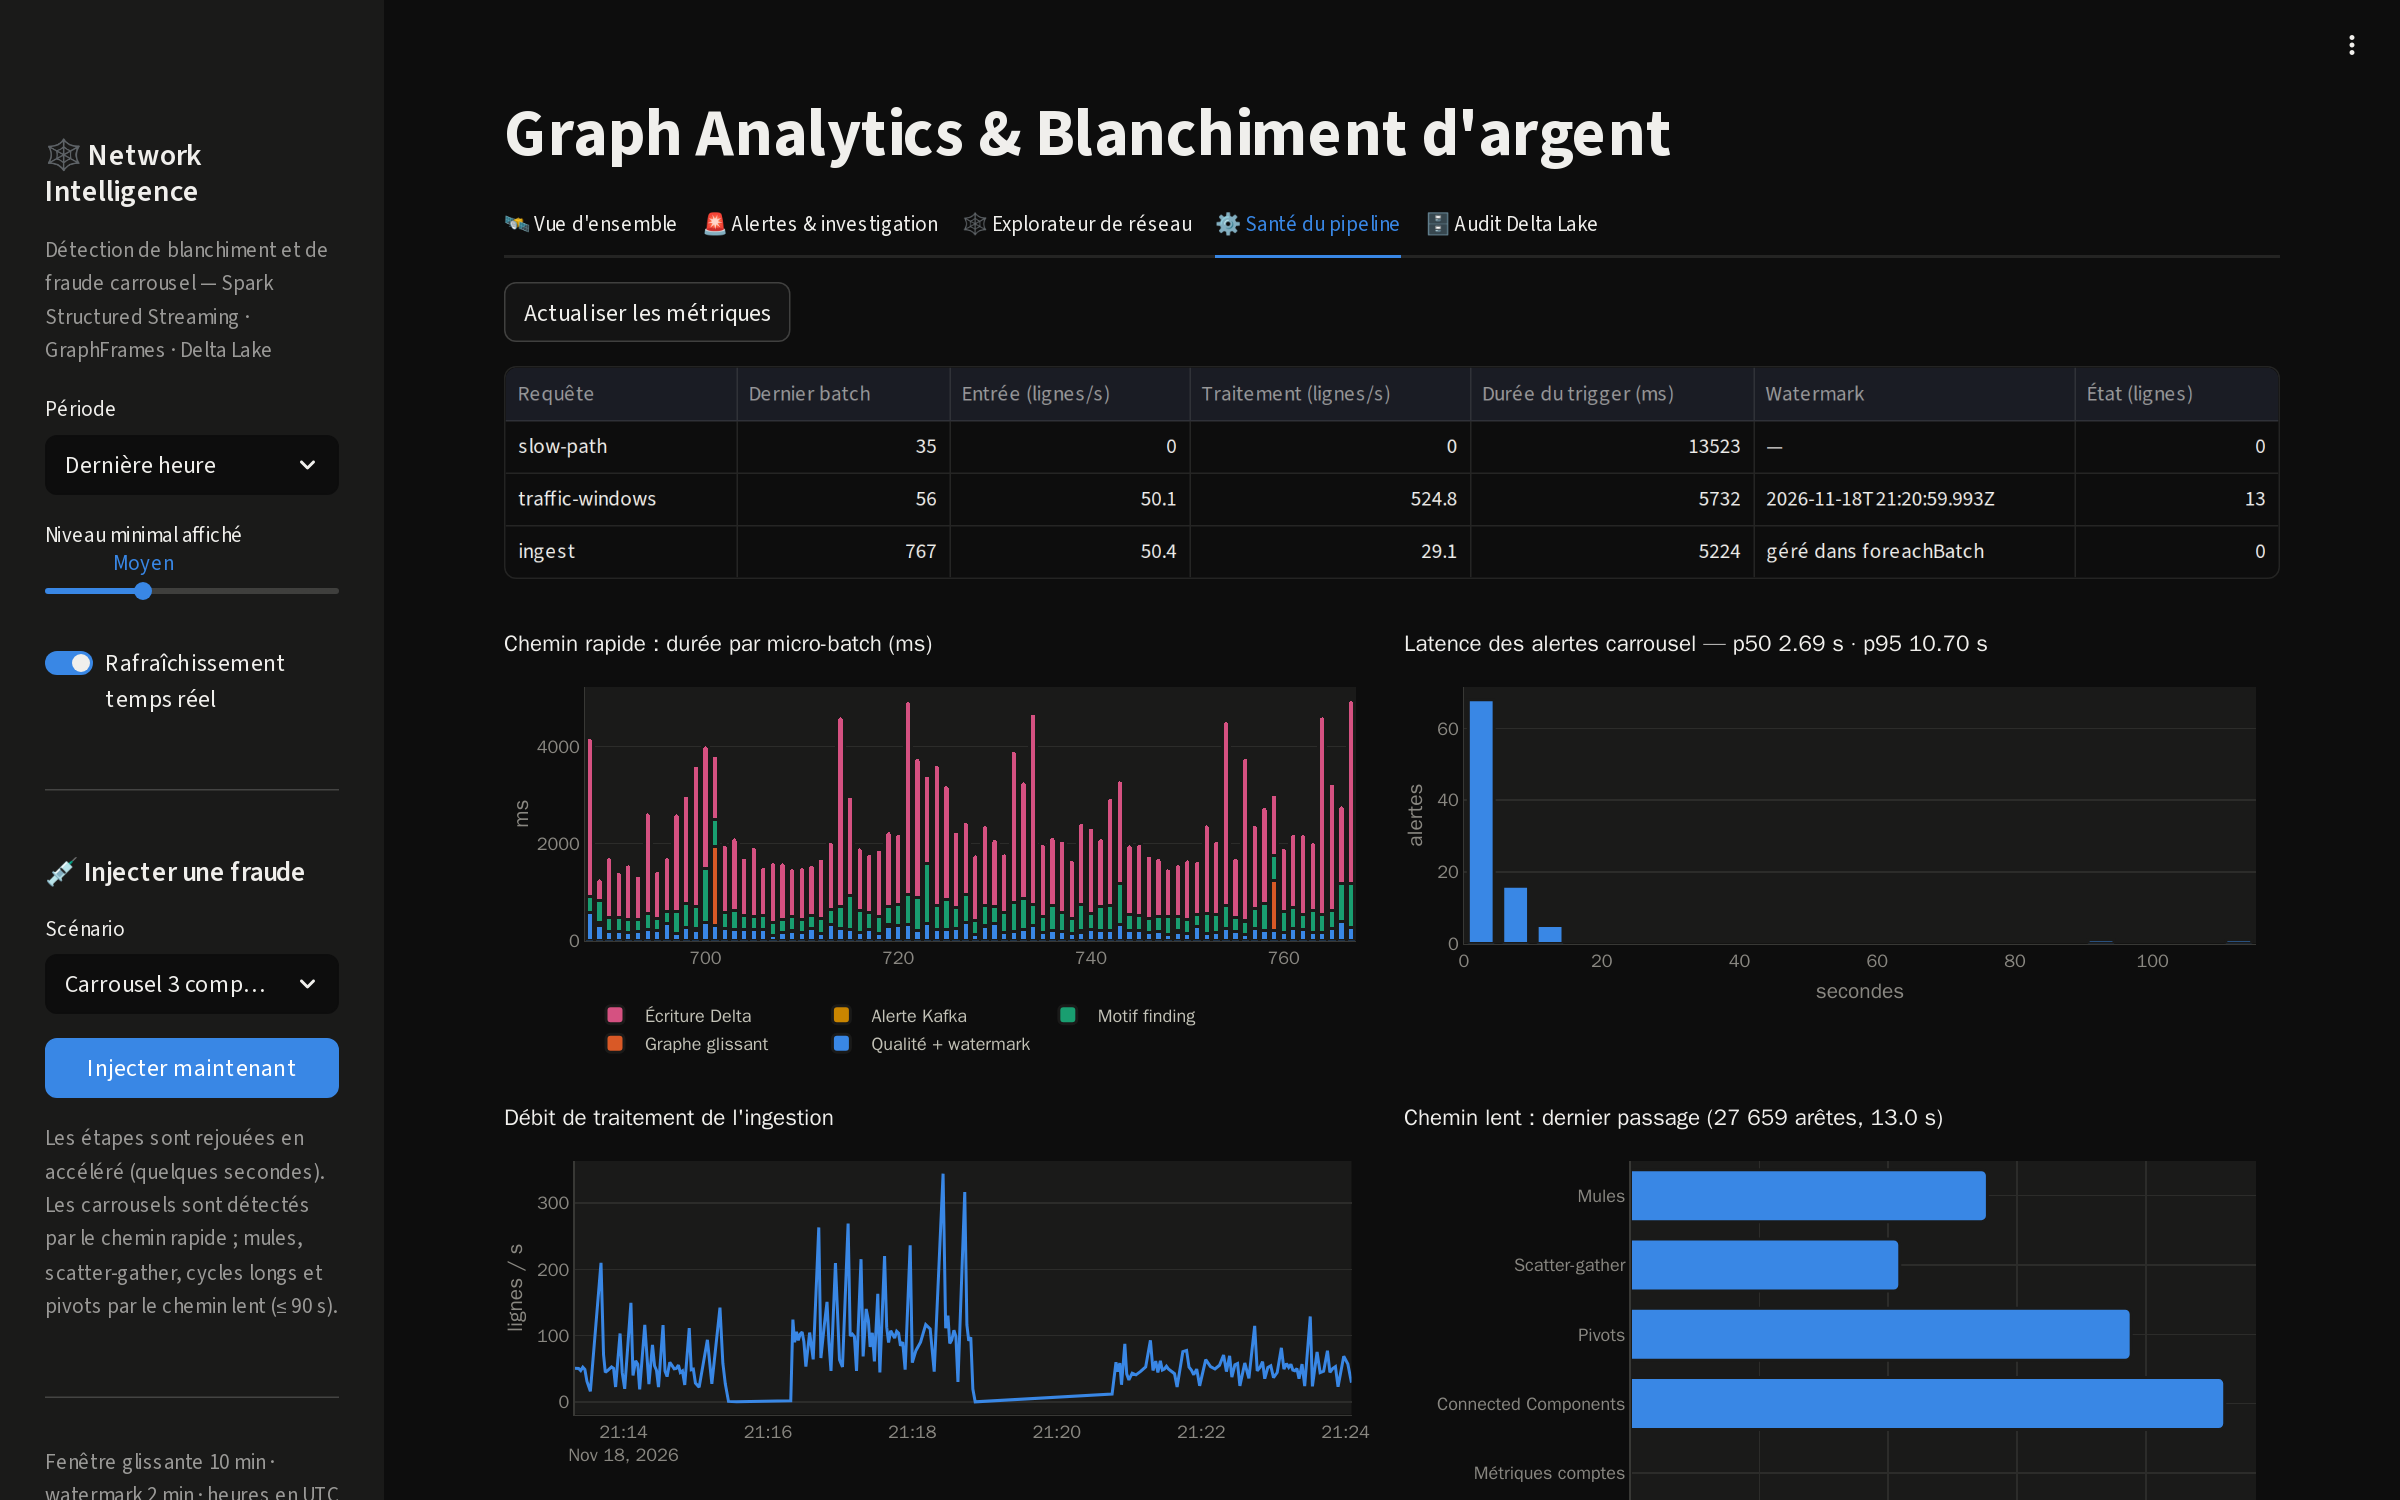 🕸️ Network
Intelligence
Détection de blanchiment et de
fraude carrousel — Spark
Structured Streaming ·
GraphFrames · Delta Lake
Période
Dernière heure
Niveau minimal affiché
Moyen
Rafraîchissement
temps réel
💉 Injecter une fraude
Scénario
Carrousel 3 comp…
Injecter maintenant
Les étapes sont rejouées en
accéléré (quelques secondes).
Les carrousels sont détectés
par le chemin rapide ; mules,
scatter-gather, cycles longs et
pivots par le chemin lent (≤ 90 s).
Fenêtre glissante 10 min ·
watermark 2 min · heures en UTC
Graph Analytics & Blanchiment d'argent
🛰️ Vue d'ensemble 🚨 Alertes & investigation 🕸️ Explorateur de réseau ⚙️ Santé du pipeline 🗄️ Audit Delta Lake
Actualiser les métriques
Requête Dernier batch Entrée (lignes/s) Traitement (lignes/s) Durée du trigger (ms) Watermark État (lignes)
slow-path 35 0 0 13523 — 0
traffic-windows 56 50.1 524.8 5732 2026-11-18T21:20:59.993Z 13
ingest 767 50.4 29.1 5224 géré dans foreachBatch 0
Chemin rapide : durée par micro-batch (ms)
ms
4000
2000
0
700 720 740 760
Écriture Delta Alerte Kafka Motif finding
Graphe glissant Qualité + watermark
Latence des alertes carrousel — p50 2.69 s · p95 10.70 s
alertes
60
40
20
0
0 20 40 60 80 100
secondes
Débit de traitement de l'ingestion
lignes / s
300
200
100
0
21:14 21:16 21:18 21:20 21:22 21:24
Nov 18, 2026
Chemin lent : dernier passage (27 659 arêtes, 13.0 s)
Mules
Scatter-gather
Pivots
Connected Components
Métriques comptes